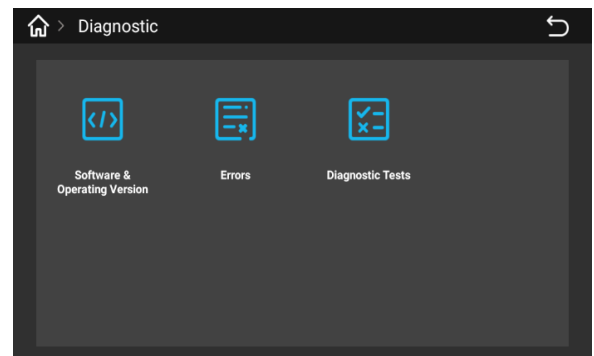 Diagnostic
Software &
Operating Version
Errors
Diagnostic Tests